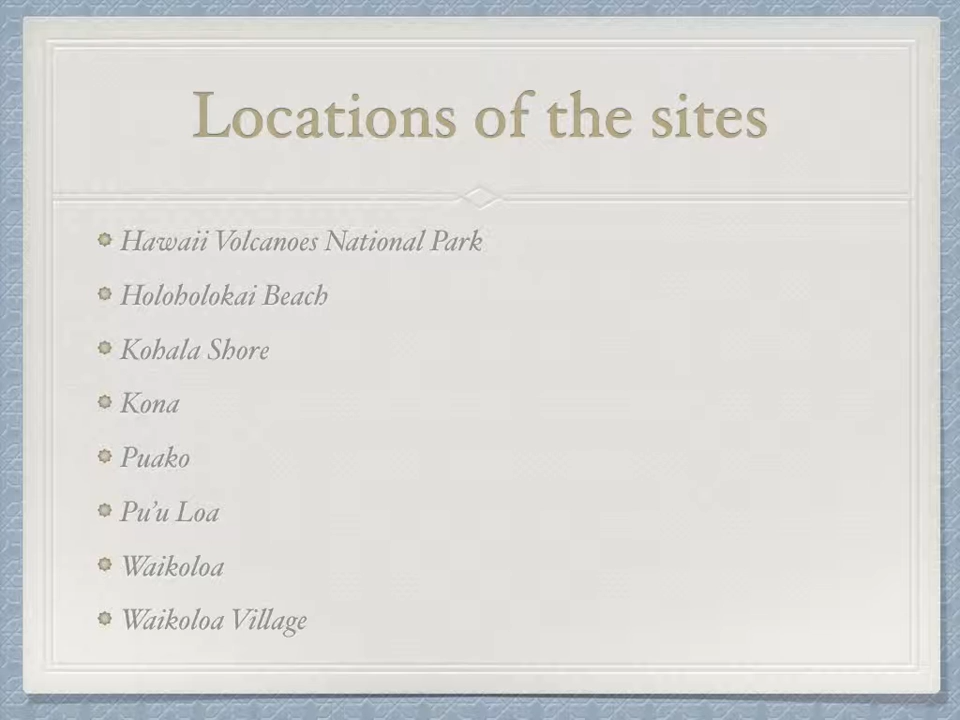 Locations of the sites
Hawaii Volcanoes National Park
Holoholokai Beach
Kohala Shore
Kona
Puako
Pu’u Loa
Waikoloa
Waikoloa Village